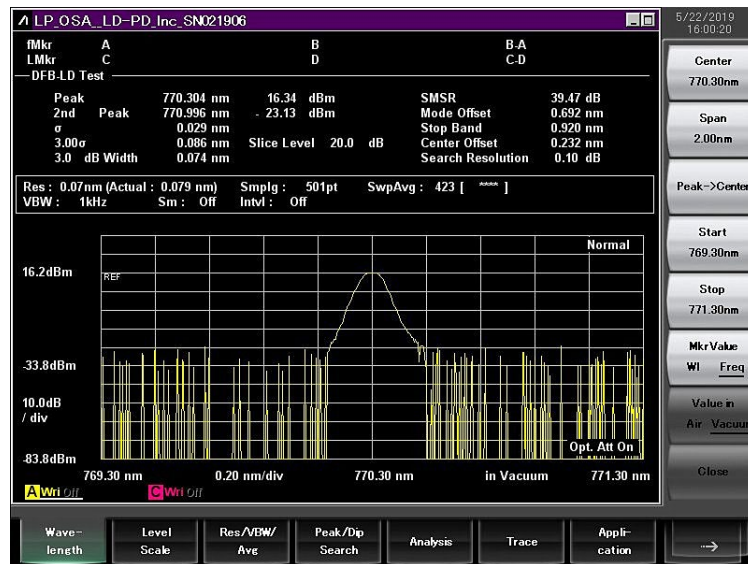 LP_OSA__LD-PD_Inc_SN021906
5/22/2019
16:00:20
fMkr A B B-A
LMkr C D C-D
DFB-LD Test
Peak 770.304 nm 16.34 dBm SMSR 39.47 dB
2nd Peak 770.996 nm - 23.13 dBm Mode Offset 0.692 nm
σ 0.029 nm Stop Band 0.920 nm
3.00σ 0.086 nm Slice Level 20.0 dB Center Offset 0.232 nm
3.0 dB Width 0.074 nm Search Resolution 0.10 dB
Res : 0.07nm (Actual : 0.079 nm) Smplg : 501pt SwpAvg : 423 [ **** ]
VBW : 1kHz Sm : Off Intvl : Off
Normal
16.2dBm
REF
-33.8dBm
10.0dB
/ div
-83.8dBm
Opt. Att On
769.30 nm 0.20 nm/div 770.30 nm in Vacuum 771.30 nm
A Wri Off C Wri Off
Center
770.30nm
Span
2.00nm
Peak->Center
Start
769.30nm
Stop
771.30nm
MkrValue
Wl Freq
Value in
Air Vacuum
Close
Wave-
length
Level
Scale
Res/VBW/
Avg
Peak/Dip
Search
Analysis
Trace
Appli-
cation